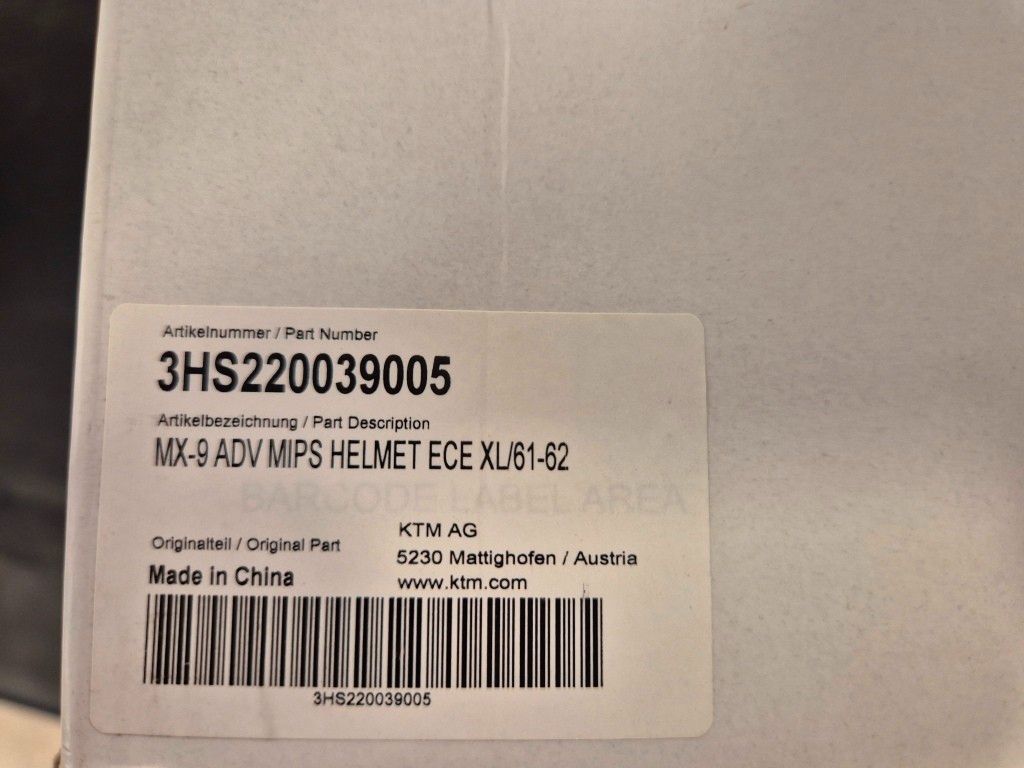 Artikelnummer / Part Number
3HS220039005
Artikelbezeichnung / Part Description
MX-9 ADV MIPS HELMET ECE XL/61-62
BARCODE LABEL AREA
KTM AG
Originalteil / Original Part
5230 Mattighofen / Austria
Made in China
www.ktm.com
3HS220039005